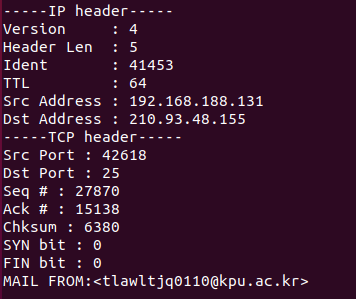 -----IP header-----
Version     : 4
Header Len  : 5
Ident       : 41453
TTL         : 64
Src Address : 192.168.188.131
Dst Address : 210.93.48.155
-----TCP header-----
Src Port : 42618
Dst Port : 25
Seq # : 27870
Ack # : 15138
Chksum : 6380
SYN bit : 0
FIN bit : 0
MAIL FROM:<tlawltjq0110@kpu.ac.kr>